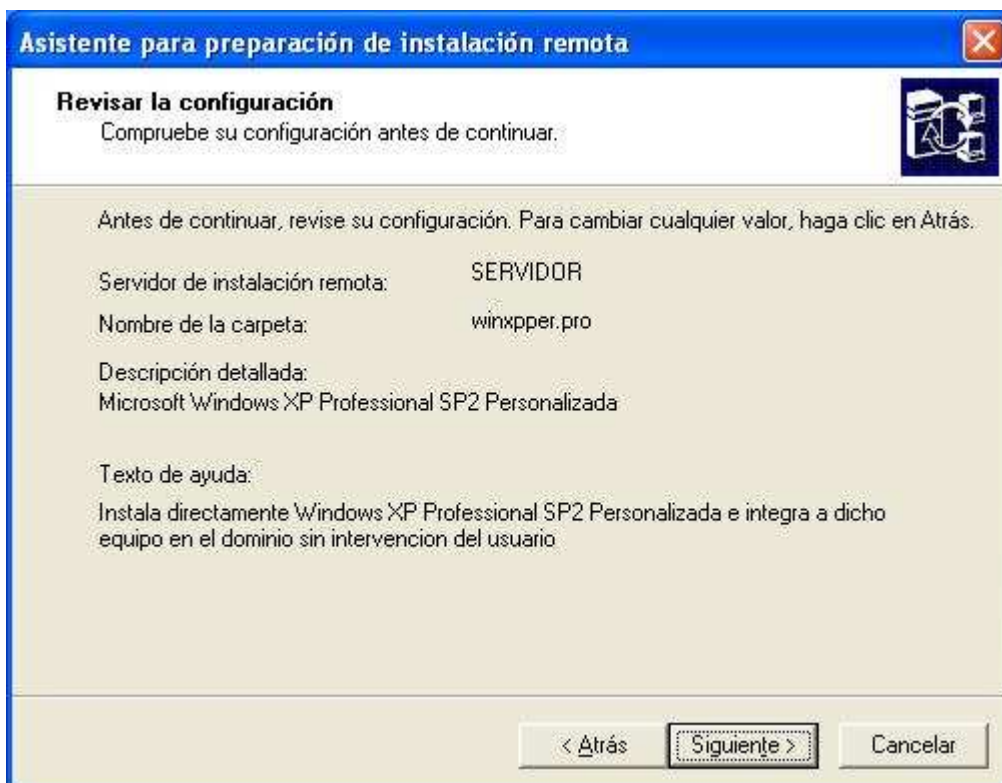 Asistente para preparación de instalación remota
Revisar la configuración
Compruebe su configuración antes de continuar.
Antes de continuar, revise su configuración. Para cambiar cualquier valor, haga clic en Atrás.
Servidor de instalación remota: SERVIDOR
Nombre de la carpeta: winxpper.pro
Descripción detallada:
Microsoft Windows XP Professional SP2 Personalizada
Texto de ayuda:
Instala directamente Windows XP Professional SP2 Personalizada e integra a dicho
equipo en el dominio sin intervencion del usuario
< Atrás Siguiente > Cancelar